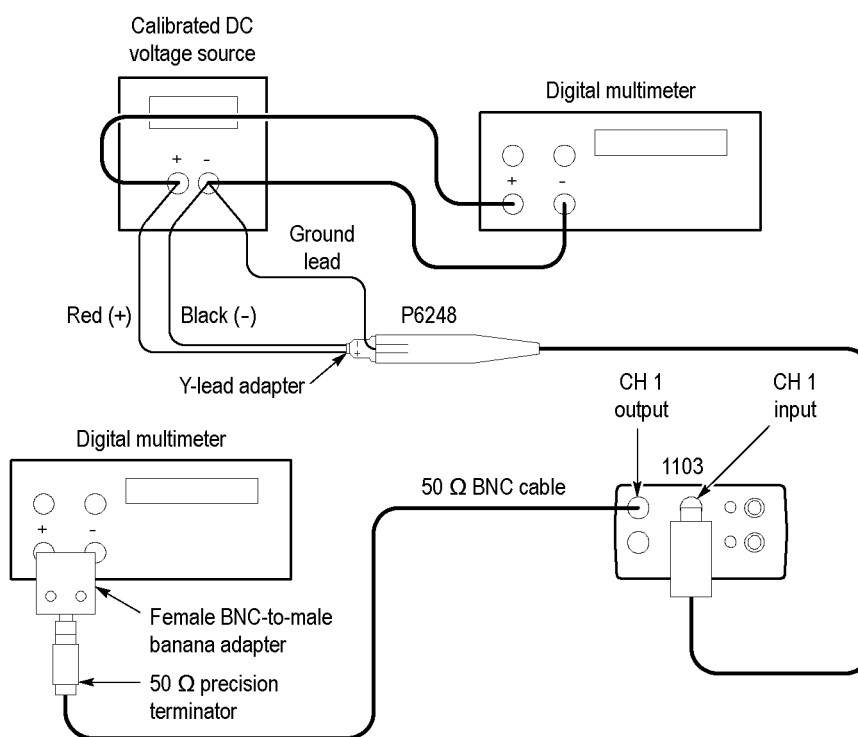 Calibrated DC
voltage source
Digital multimeter
+ -
+ -
Ground
lead
Red (+)
Black (-)
P6248
Y-lead adapter
CH 1
output
CH 1
input
Digital multimeter
1103
50 Ω BNC cable
+ -
Female BNC-to-male
banana adapter
50 Ω precision
terminator